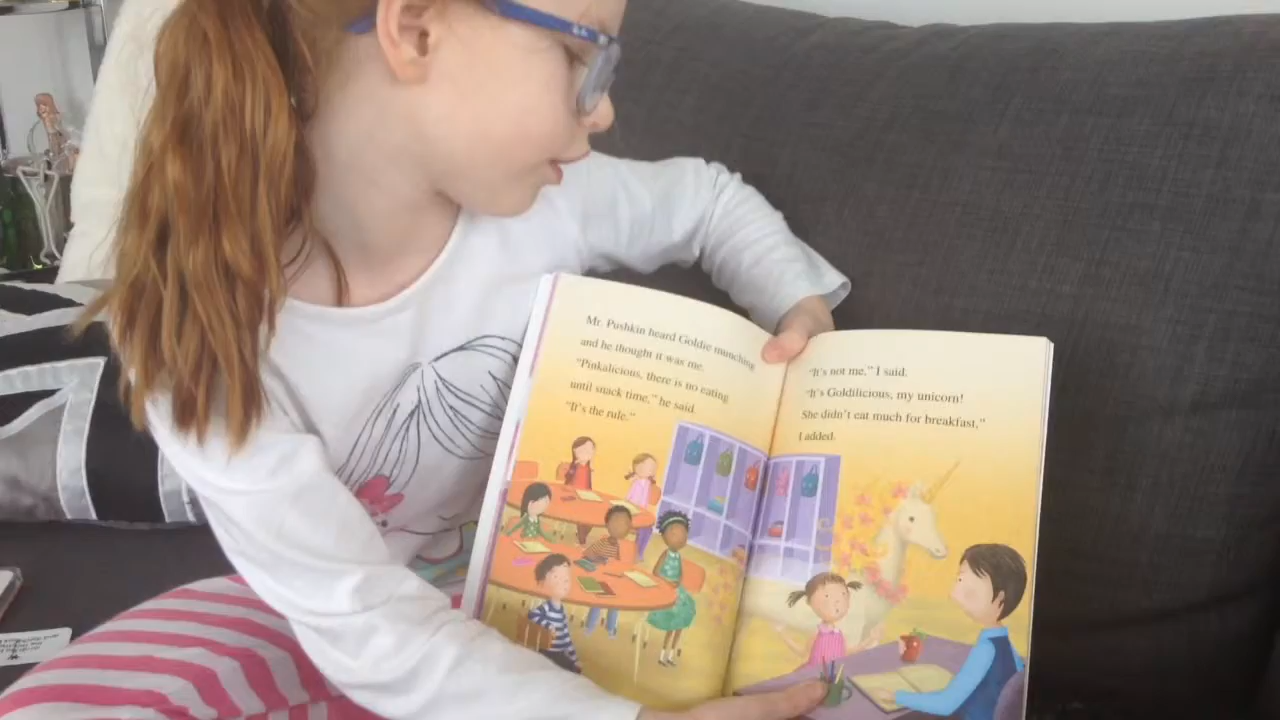 Mr. Pushkin heard Goldie munching
and he thought it was me.
"Pinkalicious, there is no eating
until snack time," he said.
"It's the rule."
"It's not me," I said.
"It's Goldilicious, my unicorn!
She didn't eat much for breakfast,"
I added.